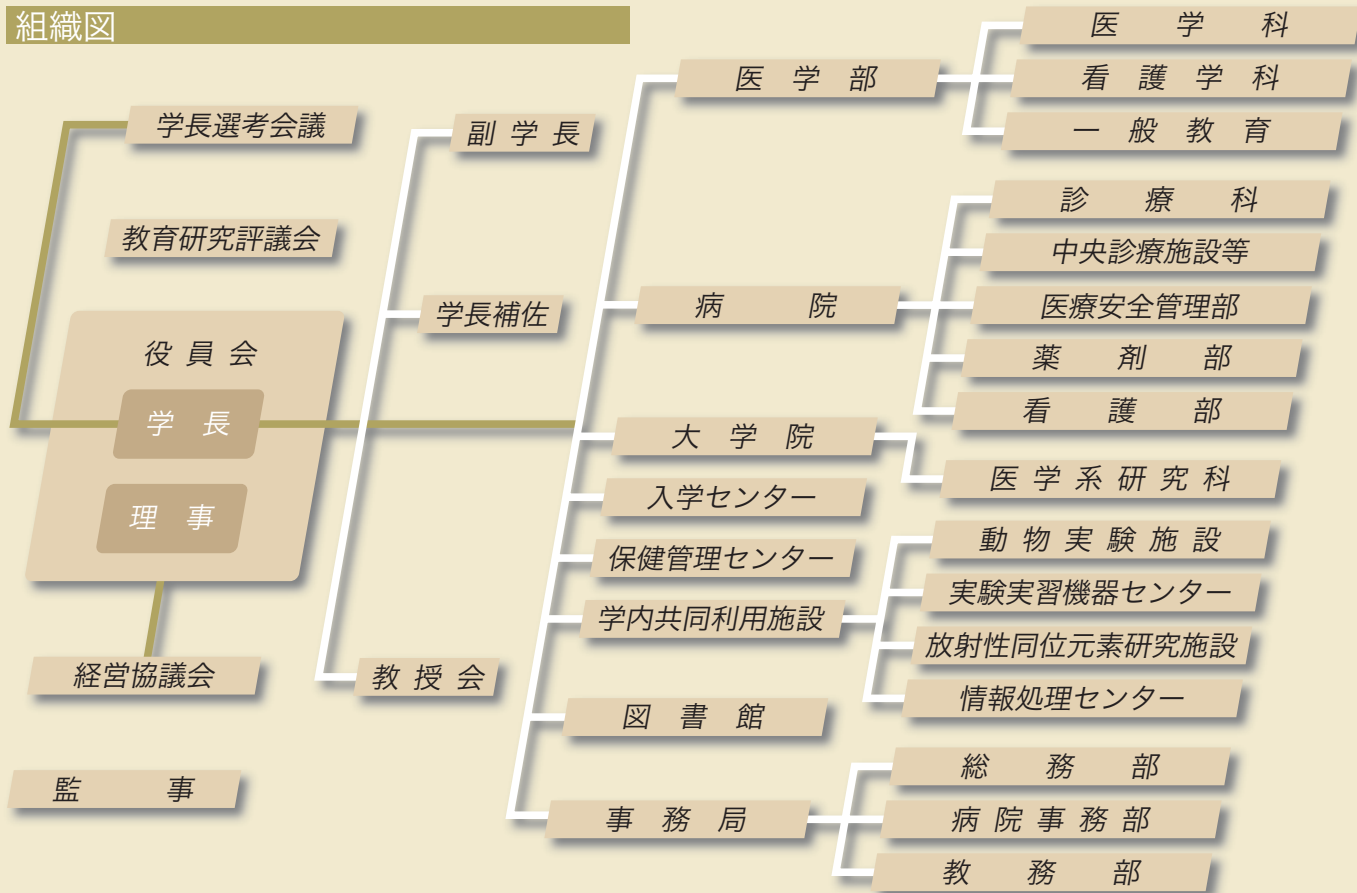 組織図
学長選考会議
教育研究評議会
役員会
学長
理事
経営協議会
監事
副学長
学長補佐
教授会
医学部
医学科
看護学科
一般教育
病院
診療科
中央診療施設等
医療安全管理部
薬剤部
看護部
大学院
医学系研究科
入学センター
保健管理センター
学内共同利用施設
動物実験施設
実験実習機器センター
放射性同位元素研究施設
情報処理センター
図書館
事務局
総務部
病院事務部
教務部